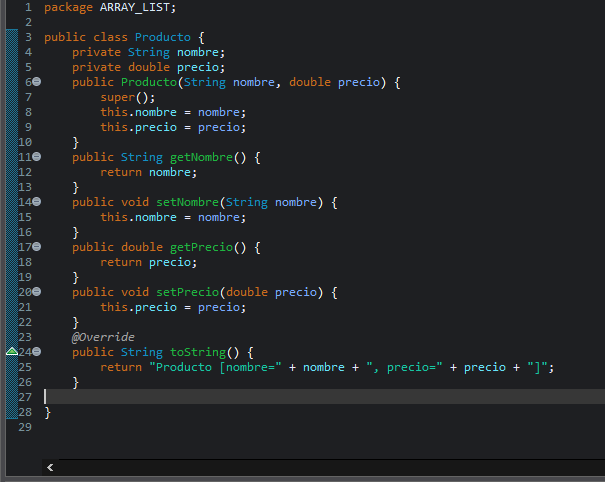 1 package ARRAY_LIST;
2
3 public class Producto {
4 private String nombre;
5 private double precio;
6 public Producto(String nombre, double precio) {
7 super();
8 this.nombre = nombre;
9 this.precio = precio;
10 }
11 public String getNombre() {
12 return nombre;
13 }
14 public void setNombre(String nombre) {
15 this.nombre = nombre;
16 }
17 public double getPrecio() {
18 return precio;
19 }
20 public void setPrecio(double precio) {
21 this.precio = precio;
22 }
23 @Override
24 public String toString() {
25 return "Producto [nombre=" + nombre + ", precio=" + precio + "]";
26 }
27
28 }
29